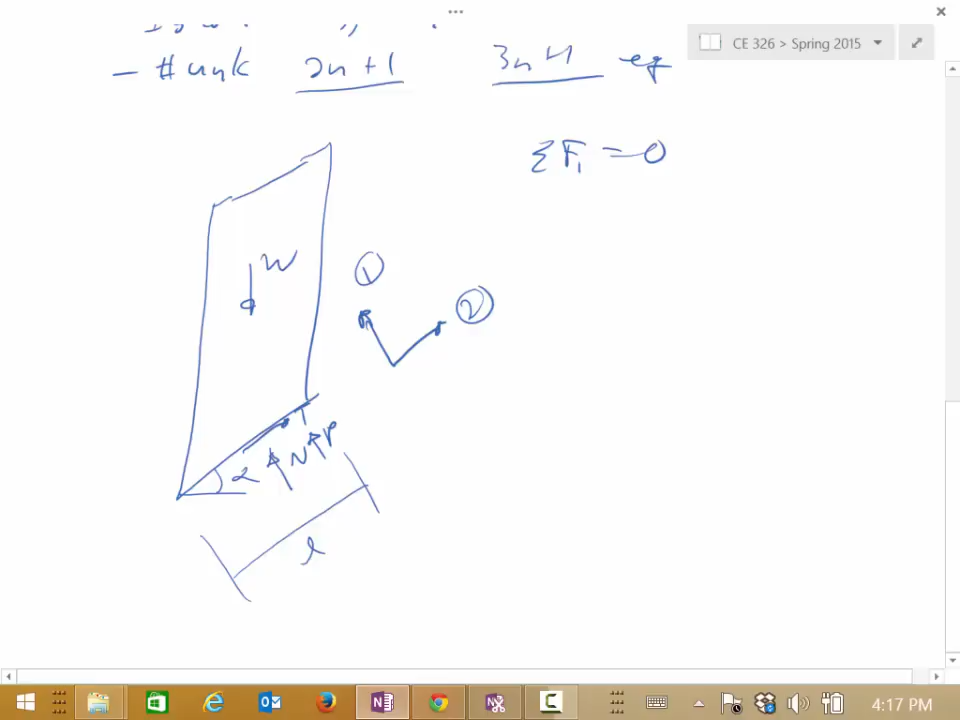 ...
CE 326 > Spring 2015
– # unk 2n + 1 3n + 1 eq
ΣF₁ = 0
W
1
2
α N P
l
4:17 PM